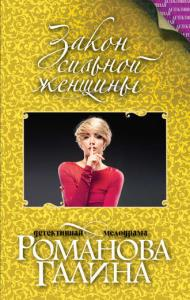 Закон
сильной
женщины
детективная мелодрама
РОМАНОВА
ГАЛИНА